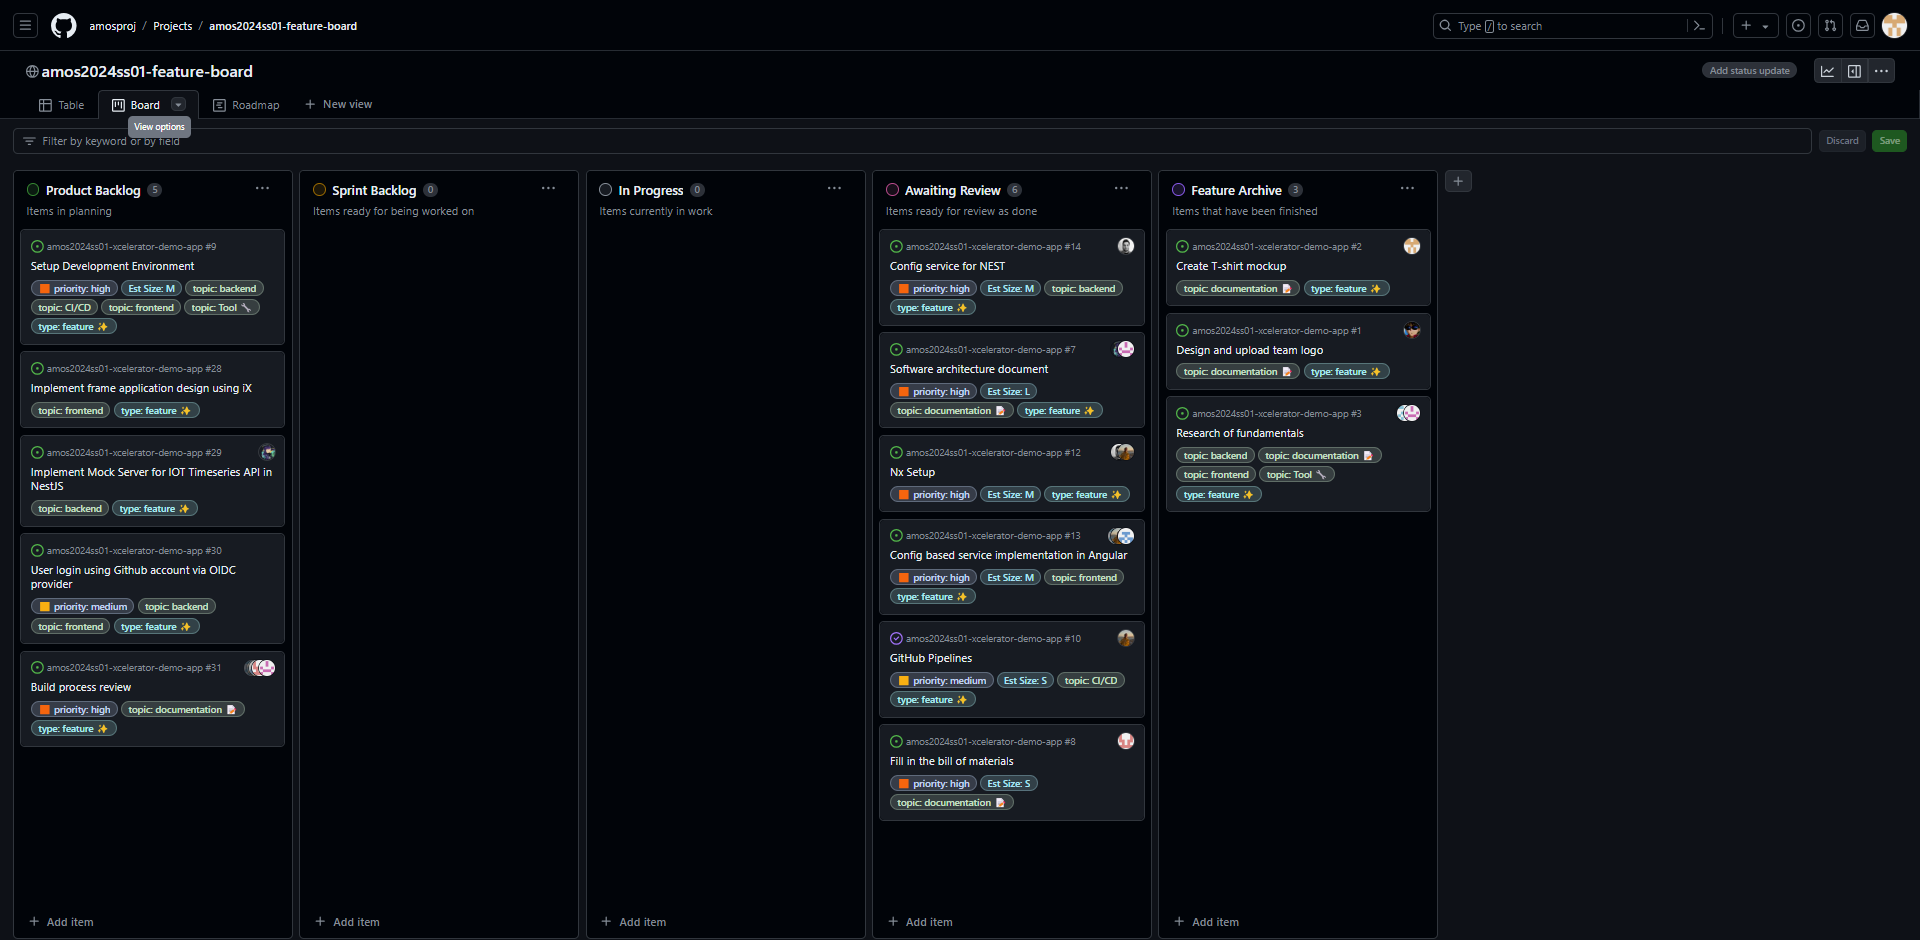 amosproj / Projects / amos2024ss01-feature-board
Type / to search
amos2024ss01-feature-board
Add status update
Table
Board
Roadmap
New view
View options
Filter by keyword or by field
Discard
Save
Product Backlog 5
Items in planning
amos2024ss01-xcelerator-demo-app #9
Setup Development Environment
priority: high Est Size: M topic: backend
topic: CI/CD topic: frontend topic: Tool 🔧
type: feature ✨
amos2024ss01-xcelerator-demo-app #28
Implement frame application design using iX
topic: frontend type: feature ✨
amos2024ss01-xcelerator-demo-app #29
Implement Mock Server for IOT Timeseries API in
NestJS
topic: backend type: feature ✨
amos2024ss01-xcelerator-demo-app #30
User login using Github account via OIDC
provider
priority: medium topic: backend
topic: frontend type: feature ✨
amos2024ss01-xcelerator-demo-app #31
Build process review
priority: high topic: documentation 📝
type: feature ✨
Add item
Sprint Backlog 0
Items ready for being worked on
Add item
In Progress 0
Items currently in work
Add item
Awaiting Review 6
Items ready for review as done
amos2024ss01-xcelerator-demo-app #14
Config service for NEST
priority: high Est Size: M topic: backend
type: feature ✨
amos2024ss01-xcelerator-demo-app #7
Software architecture document
priority: high Est Size: L
topic: documentation 📝 type: feature ✨
amos2024ss01-xcelerator-demo-app #12
Nx Setup
priority: high Est Size: M type: feature ✨
amos2024ss01-xcelerator-demo-app #13
Config based service implementation in Angular
priority: high Est Size: M topic: frontend
type: feature ✨
amos2024ss01-xcelerator-demo-app #10
GitHub Pipelines
priority: medium Est Size: S topic: CI/CD
type: feature ✨
amos2024ss01-xcelerator-demo-app #8
Fill in the bill of materials
priority: high Est Size: S
topic: documentation 📝
Add item
Feature Archive 3
Items that have been finished
amos2024ss01-xcelerator-demo-app #2
Create T-shirt mockup
topic: documentation 📝 type: feature ✨
amos2024ss01-xcelerator-demo-app #1
Design and upload team logo
topic: documentation 📝 type: feature ✨
amos2024ss01-xcelerator-demo-app #3
Research of fundamentals
topic: backend topic: documentation 📝
topic: frontend topic: Tool 🔧
type: feature ✨
Add item